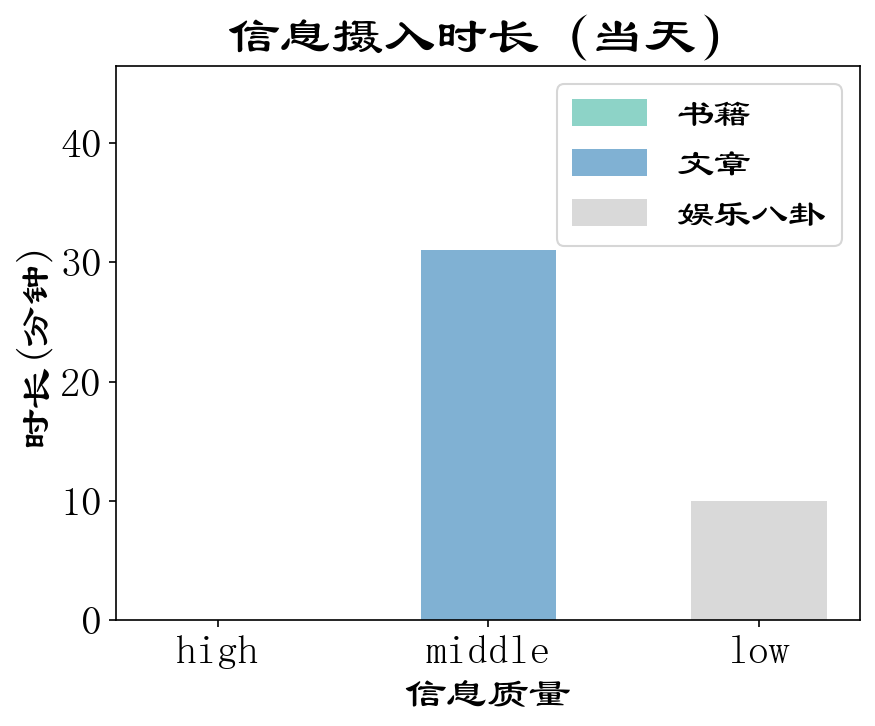 信息摄入时长（当天）
书籍
文章
娱乐八卦
时长(分钟)
40
30
20
10
0
high middle low
信息质量